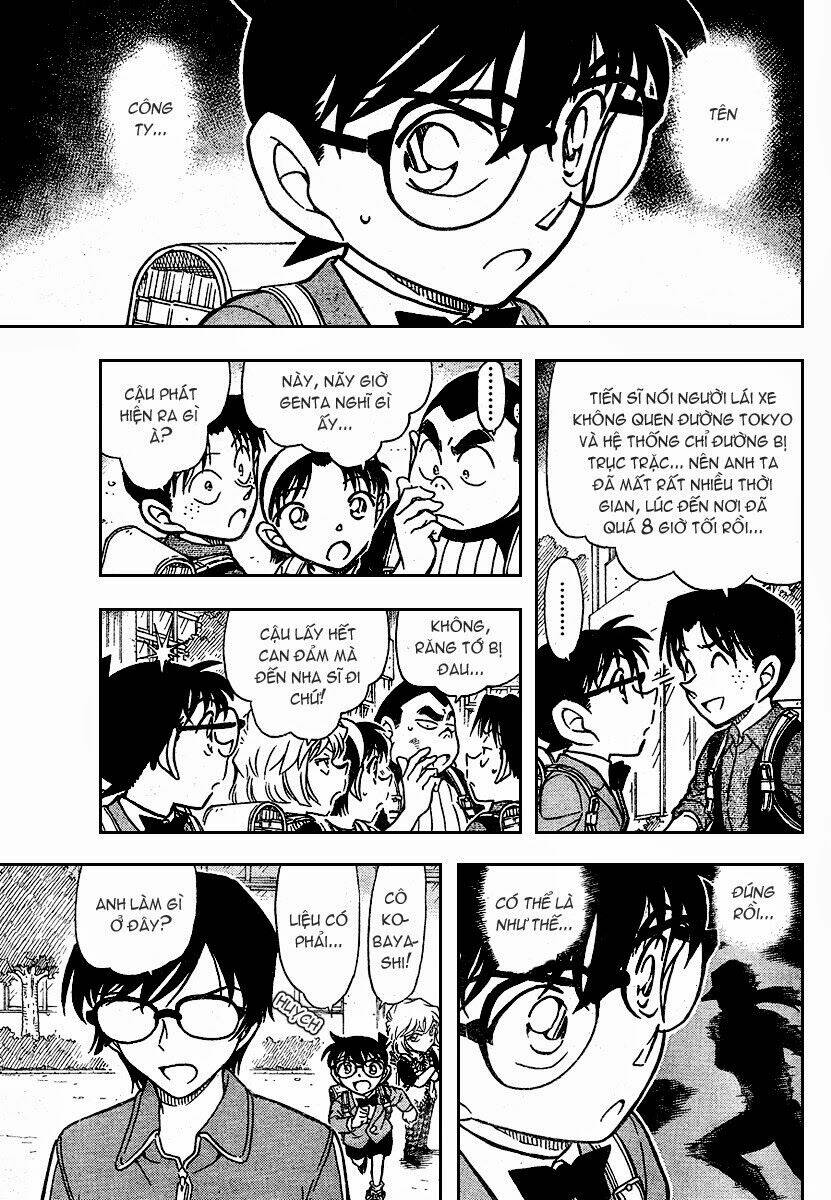 TÊN
...
CÔNG
TY...
TIẾN SĨ NÓI NGƯỜI LÁI XE
KHÔNG QUEN ĐƯỜNG TOKYO
VÀ HỆ THỐNG CHỈ ĐƯỜNG BỊ
TRỤC TRẶC... NÊN ANH TA
ĐÃ MẤT RẤT NHIỀU THỜI
GIAN, LÚC ĐẾN NƠI ĐÃ
QUÁ 8 GIỜ TỐI RỒI...
......
......
NÀY, NÃY GIỜ
GENTA NGHĨ GÌ
ẤY...
CẬU PHÁT
HIỆN RA GÌ
À?
KHÔNG,
RĂNG TỚ BỊ
ĐAU...
CẬU LẤY HẾT
CAN ĐẢM MÀ
ĐẾN NHA SĨ ĐI
CHỨ!
ĐÚNG
RỒI...
CÓ THỂ LÀ
NHƯ THẾ...
CÔ
KO-
BAYA-
SHI!
LIỆU CÓ
PHẢI...
HUỴCH
ANH LÀM GÌ
Ở ĐÂY?